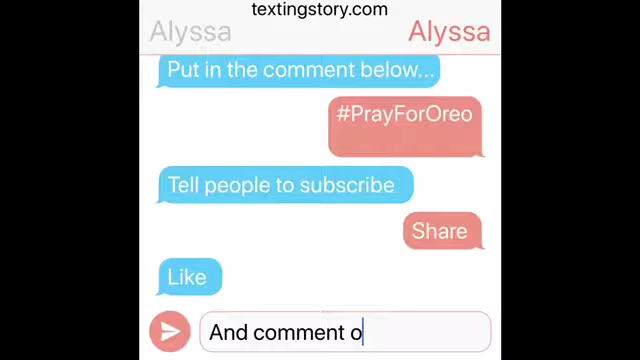 textingstory.com
Alyssa Alyssa
Put in the comment below...
#PrayForOreo
Tell people to subscribe
Share
Like
And comment o